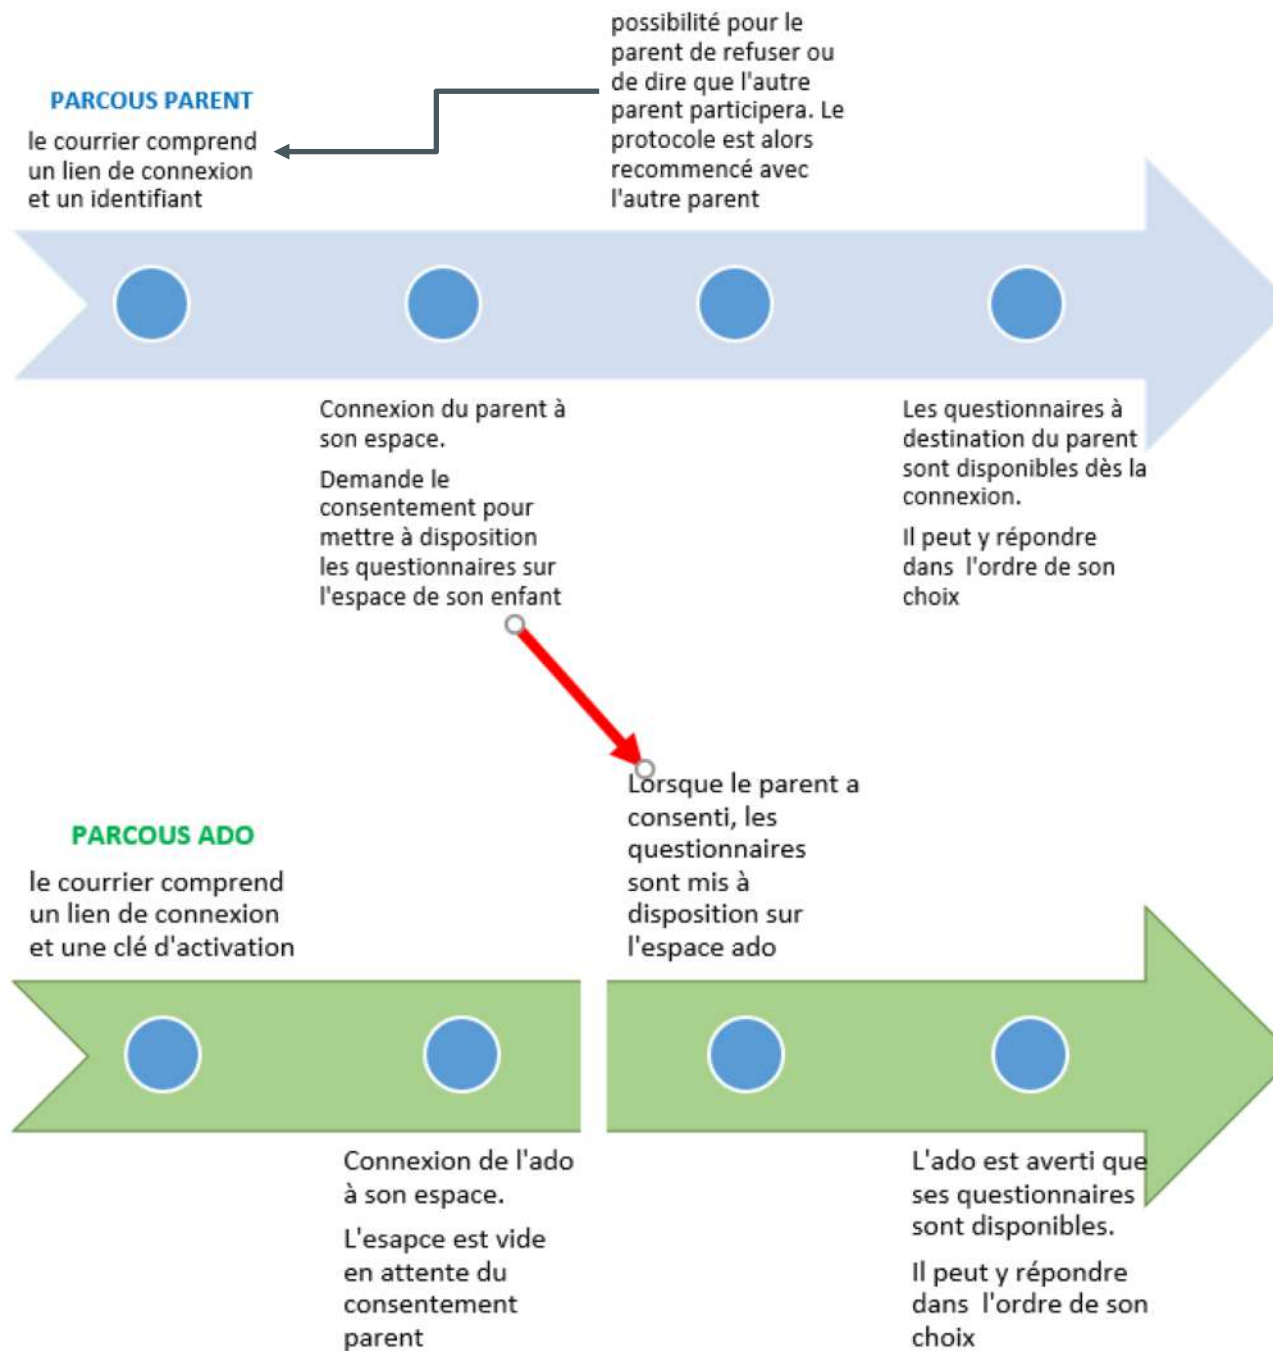 PARCOUS PARENT
le courrier comprend
un lien de connexion
et un identifiant
possibilité pour le
parent de refuser ou
de dire que l'autre
parent participera. Le
protocole est alors
recommencé avec
l'autre parent
Connexion du parent à
son espace.
Demande le
consentement pour
mettre à disposition
les questionnaires sur
l'espace de son enfant
Les questionnaires à
destination du parent
sont disponibles dès la
connexion.
Il peut y répondre
dans  l'ordre de son
choix
PARCOUS ADO
le courrier comprend
un lien de connexion
et une clé d'activation
Lorsque le parent a
consenti, les
questionnaires
sont mis à
disposition sur
l'espace ado
Connexion de l'ado
à son espace.
L'esapce est vide
en attente du
consentement
parent
L'ado est averti que
ses questionnaires
sont disponibles.
Il peut y répondre
dans  l'ordre de son
choix